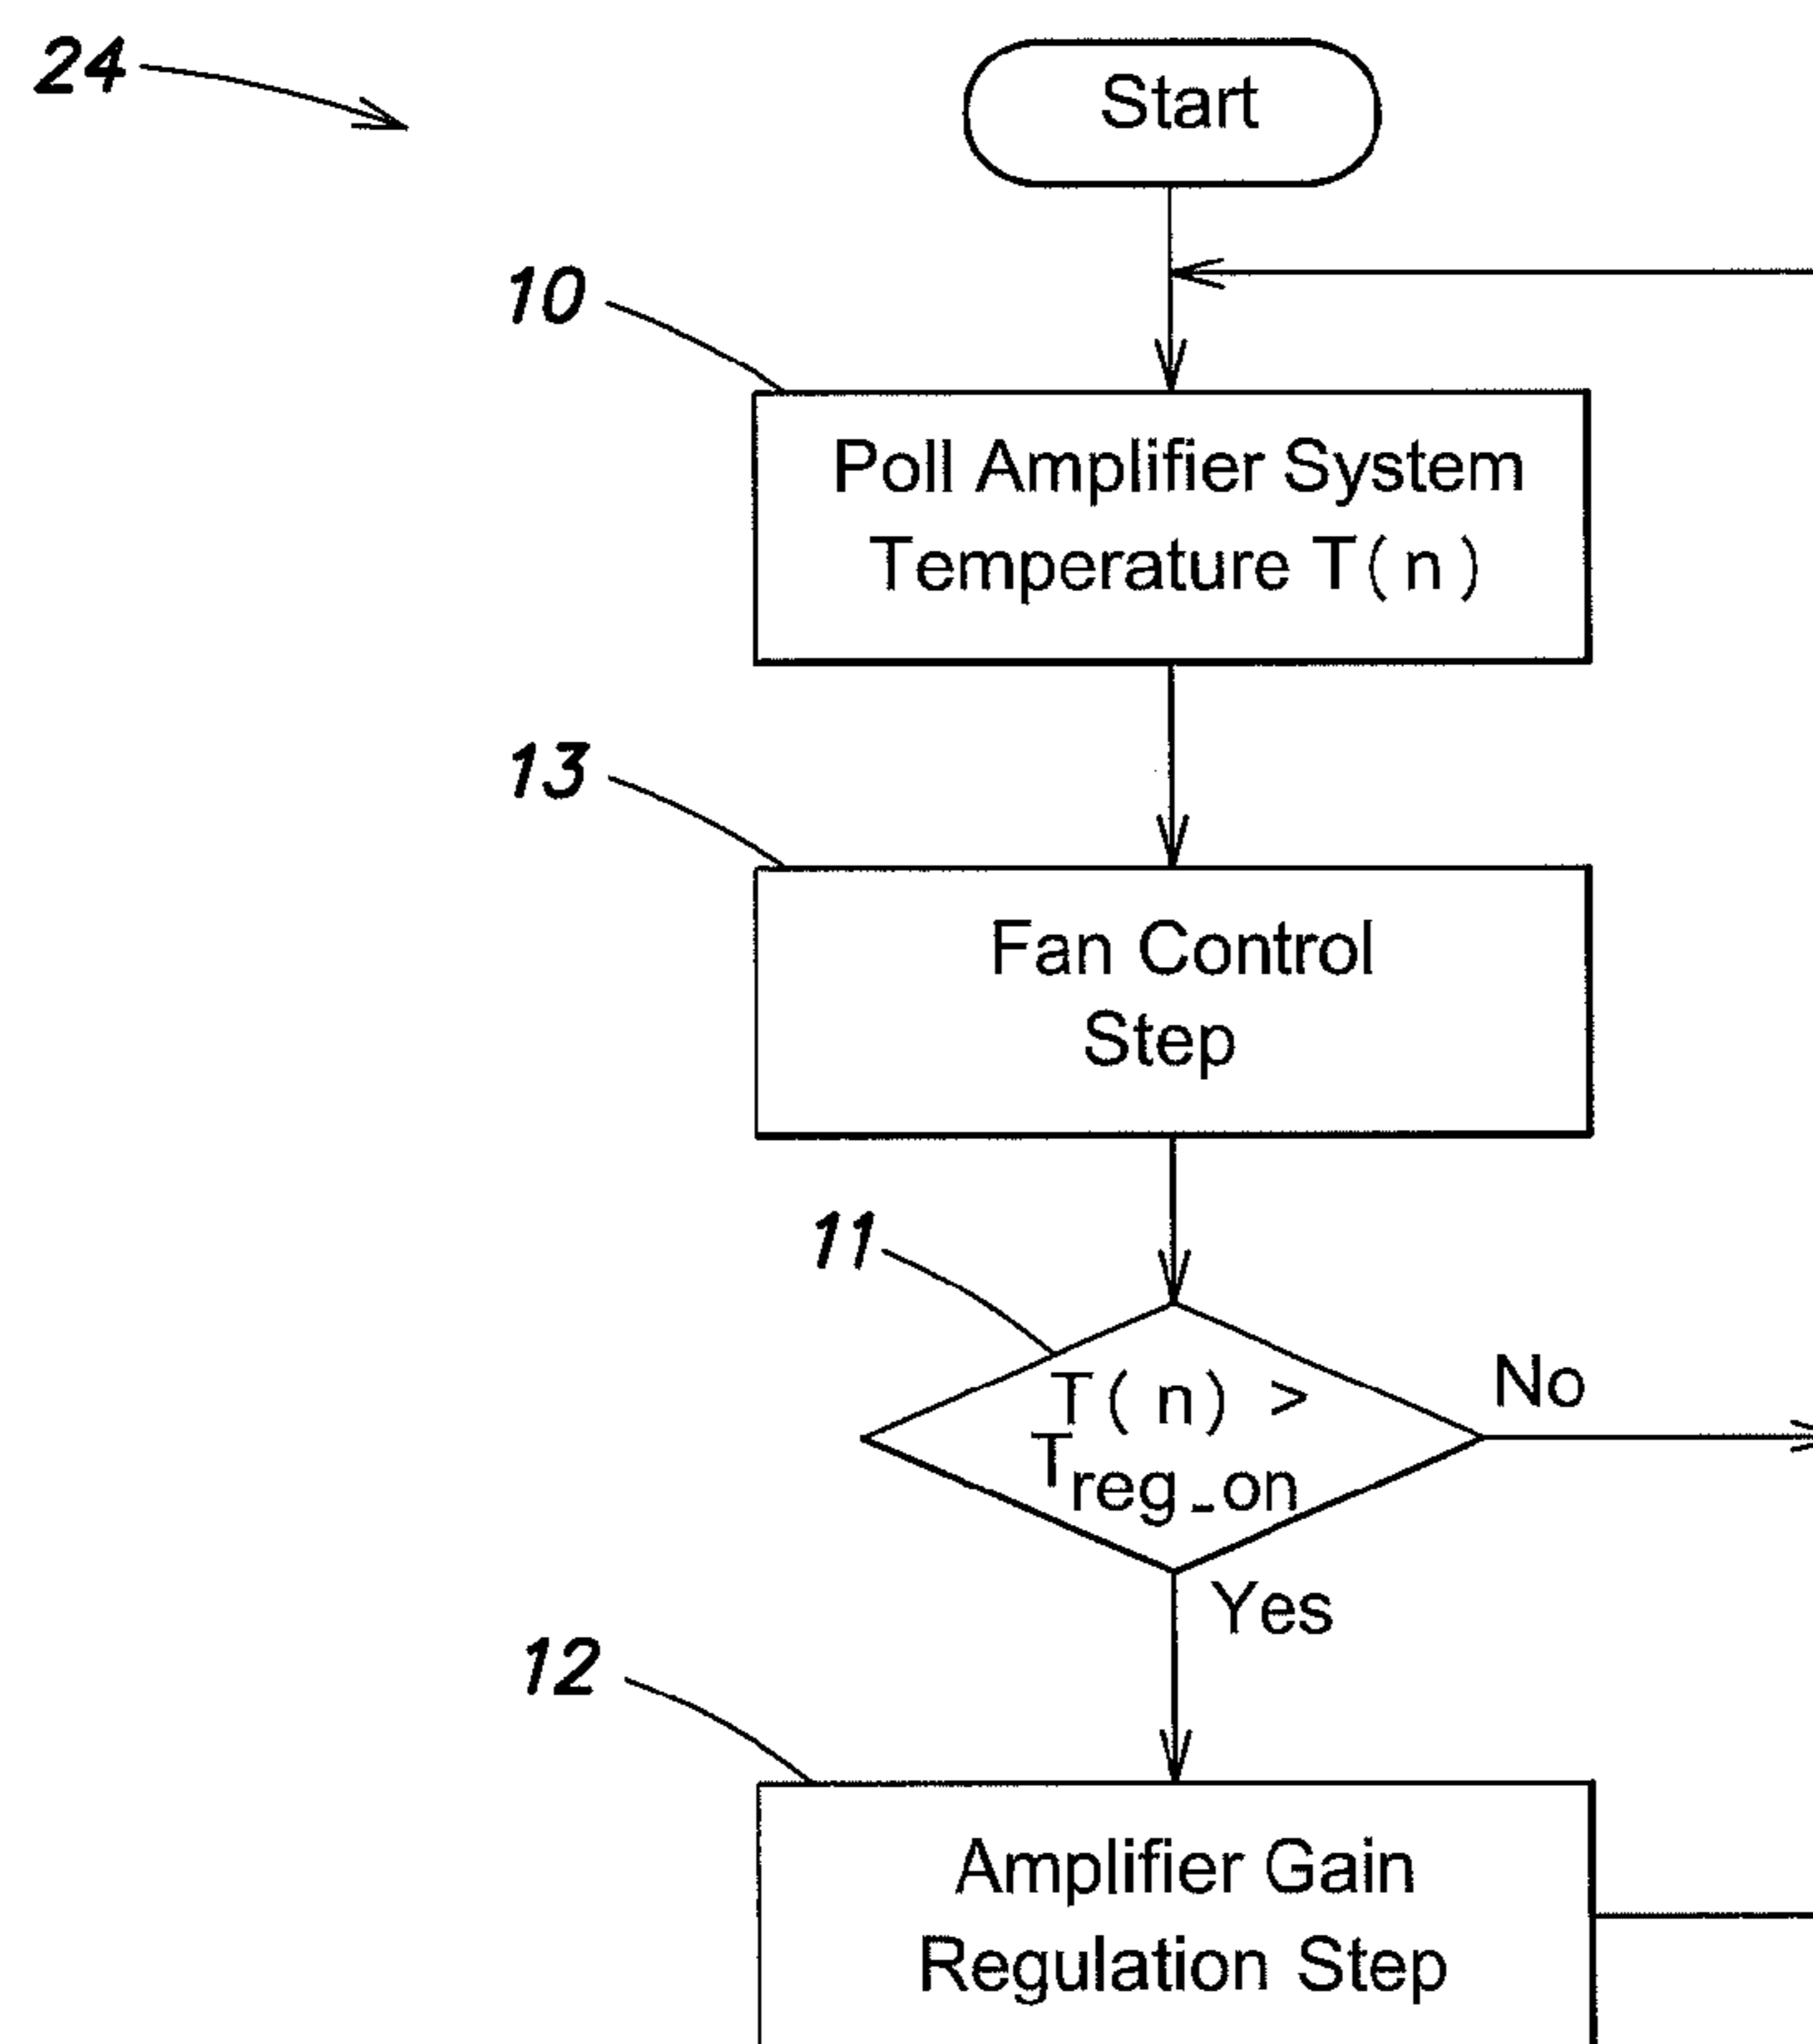 24
Start
10
Poll Amplifier System
Temperature T(n)
13
Fan Control
Step
11
T(n) >
Treg_on
No
Yes
12
Amplifier Gain
Regulation Step